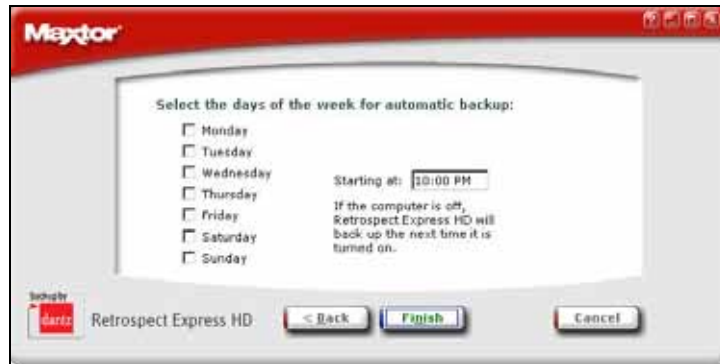 Maxtor
Select the days of the week for automatic backup:
Monday
Tuesday
Wednesday
Thursday
Friday
Saturday
Sunday
Starting at: 10:00 PM
If the computer is off,
Retrospect Express HD will
back up the next time it is
turned on.
Backup by
dantz
Retrospect Express HD
< Back
Finish
Cancel